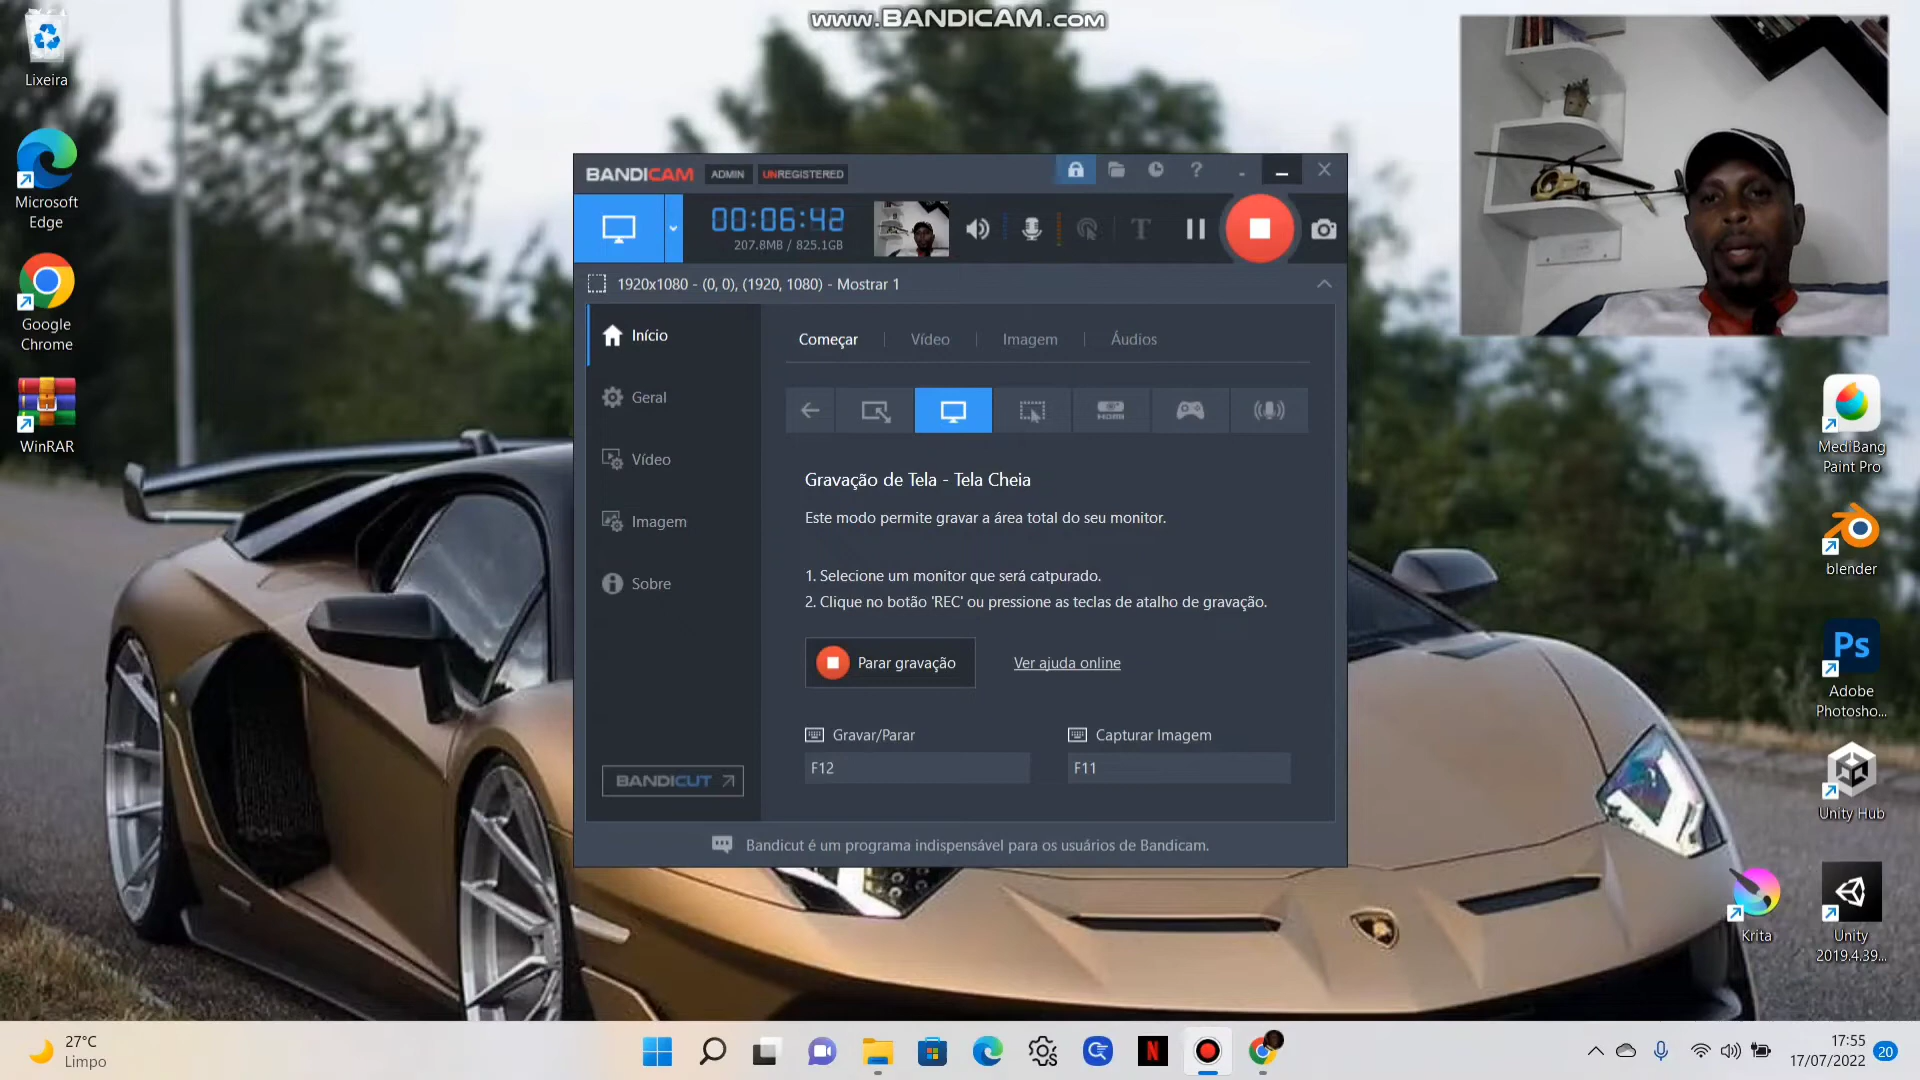 www.BANDICAM.com
Lixeira
Microsoft
Edge
Google
Chrome
WinRAR
BANDICAM ADMIN UNREGISTERED
00:06:42
207.8MB / 825.1GB
T
1920x1080 - (0, 0), (1920, 1080) - Mostrar 1
Início
Geral
Vídeo
Imagem
Sobre
BANDICUT
Começar Vídeo Imagem Áudios
HDMI
Gravação de Tela - Tela Cheia
Este modo permite gravar a área total do seu monitor.
1. Selecione um monitor que será catpurado.
2. Clique no botão 'REC' ou pressione as teclas de atalho de gravação.
Parar gravação
Ver ajuda online
Gravar/Parar
F12
Capturar Imagem
F11
Bandicut é um programa indispensável para os usuários de Bandicam.
MediBang
Paint Pro
blender
Ps
Adobe
Photosho...
Unity Hub
Krita
Unity
2019.4.39...
27°C
Limpo
N
17:55
17/07/2022
20